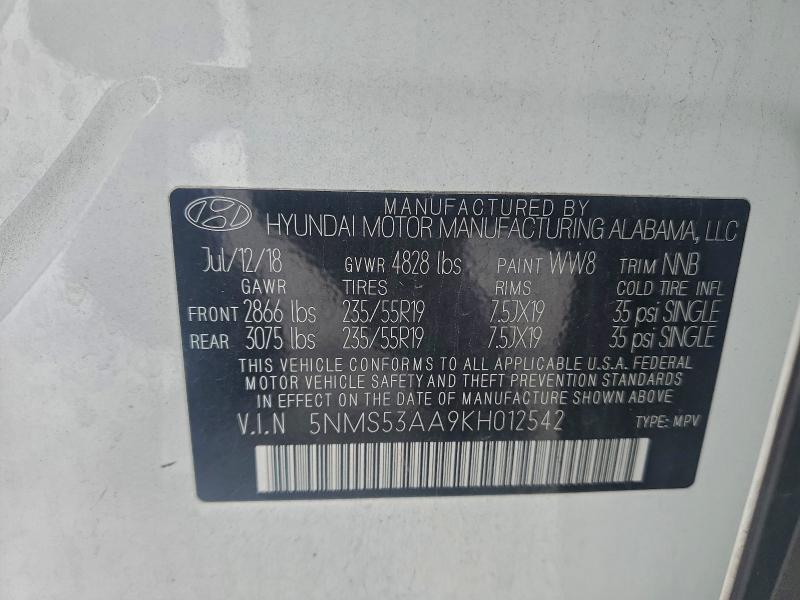 MANUFACTURED BY
HYUNDAI MOTOR MANUFACTURING ALABAMA, LLC
Jul/12/18 GVWR 4828 lbs PAINT WW8 TRIM NNB
GAWR TIRES RIMS COLD TIRE INFL
FRONT 2866 lbs 235/55R19 7.5JX19 35 psi SINGLE
REAR 3075 lbs 235/55R19 7.5JX19 35 psi SINGLE
THIS VEHICLE CONFORMS TO ALL APPLICABLE U.S.A. FEDERAL
MOTOR VEHICLE SAFETY AND THEFT PREVENTION STANDARDS
IN EFFECT ON THE DATE OF MANUFACTURE SHOWN ABOVE
V.I.N 5NMS53AA9KH012542 TYPE: MPV